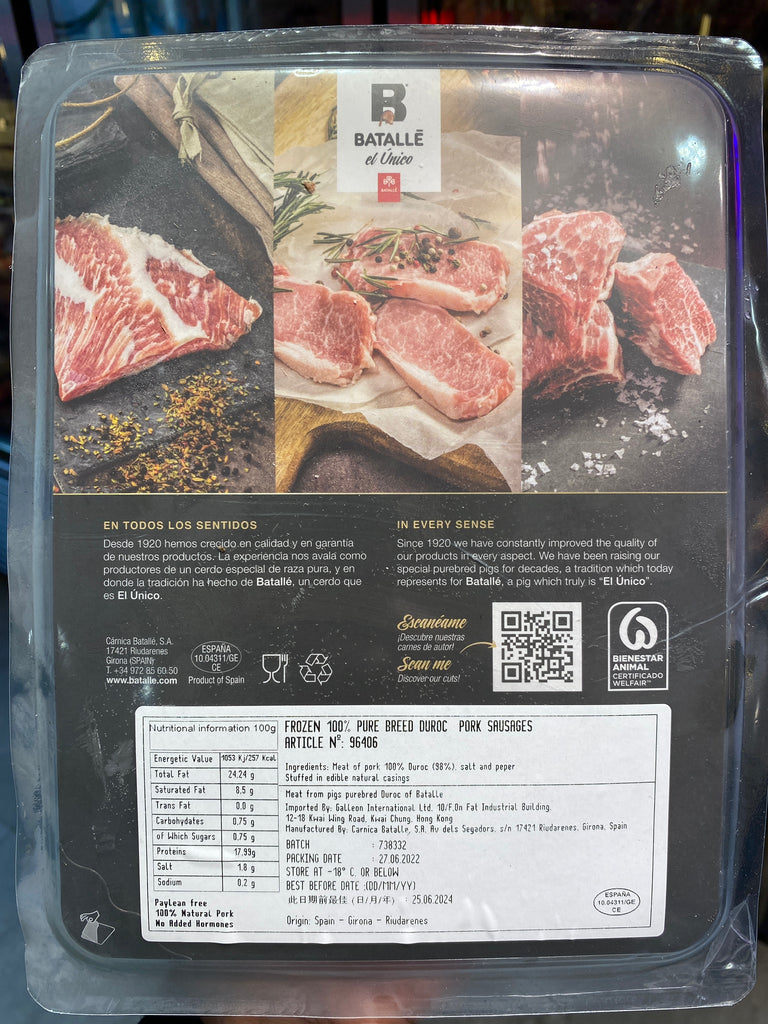 B
BATALLÉ
el Único
BATALLÉ
EN TODOS LOS SENTIDOS
Desde 1920 hemos crecido en calidad y en garantía
de nuestros productos. La experiencia nos avala como
productores de un cerdo especial de raza pura, y en
donde la tradición ha hecho de Batallé, un cerdo que
es El Único.
IN EVERY SENSE
Since 1920 we have constantly improved the quality of
our products in every aspect. We have been raising our
special purebred pigs for decades, a tradition which today
represents for Batallé, a pig which truly is "El Único".
Cárnica Batallé, S.A.
17421 Riudarenes
Girona (SPAIN)
T. +34 972 85 60 50
www.batalle.com
ESPAÑA
10.04311/GE
CE
Product of Spain
Escanéame
¡Descubre nuestras
carnes de autor!
Scan me
Discover our cuts!
BIENESTAR
ANIMAL
CERTIFICADO
WELFAIR™
Nutritional information 100g
Energetic Value 1053 Kj/257 Kcal
Total Fat 24,24 g
Saturated Fat 8,5 g
Trans Fat 0,0 g
Carbohydates 0,75 g
of Which Sugars 0,75 g
Proteins 17,99g
Salt 1,8 g
Sodium 0,2 g
PayLean free
100% Natural Pork
No Added Hormones
FROZEN 100% PURE BREED DUROC PORK SAUSAGES
ARTICLE Nº: 96406
Ingredients: Meat of pork 100% Duroc (98%), salt and peper
Stuffed in edible natural casings
Meat from pigs purebred Duroc of Batalle
Imported By: Galleon International Ltd. 10/F.On Fat Industrial Building.
12-18 Kwai Wing Road, Kwai Chung, Hong Kong
Manufactured By: Carnica Batalle, S.A. Av dels Segadors, s/n 17421 Riudarenes, Girona, Spain
BATCH : 738332
PACKING DATE : 27.06.2022
STORE AT -18° C. OR BELOW
BEST BEFORE DATE :(DD/MM/YY)
此日期前最佳 (日/月/年) : 25.06.2024
Origin: Spain - Girona - Riudarenes
ESPAÑA
10.04311/GE
CE